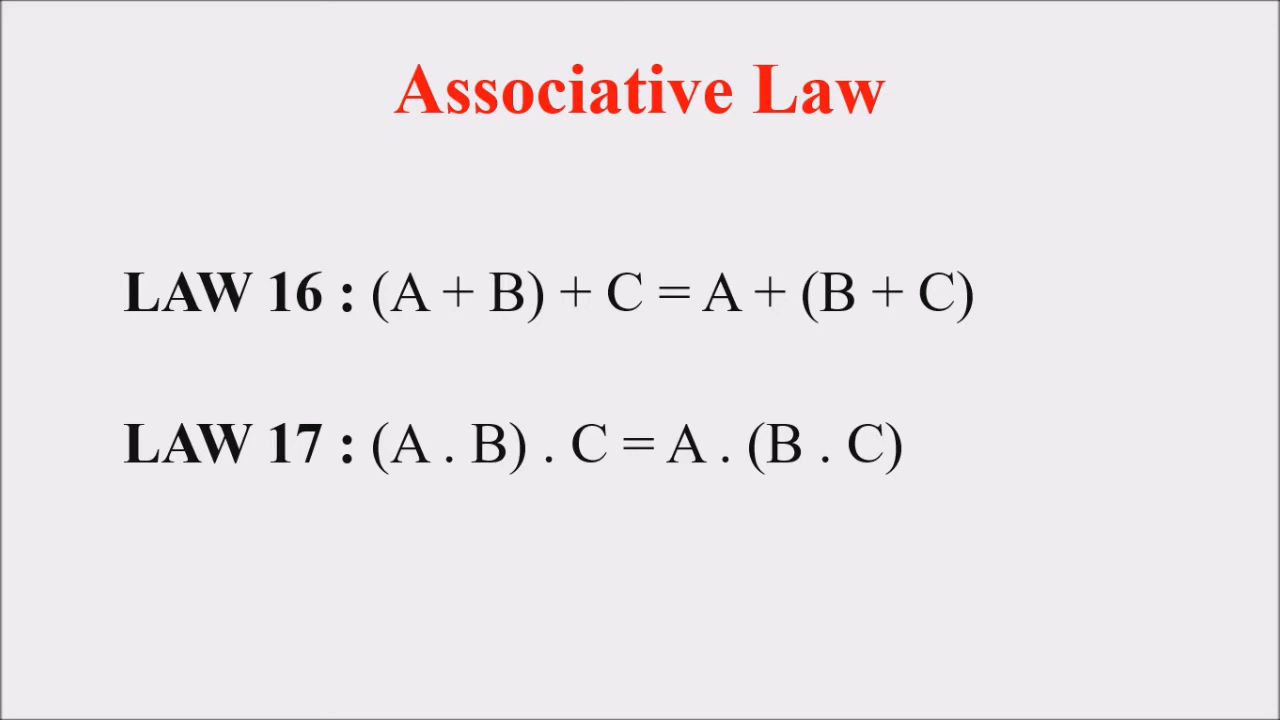 Associative Law
LAW 16 : (A + B) + C = A + (B + C)
LAW 17 : (A . B) . C = A . (B . C)